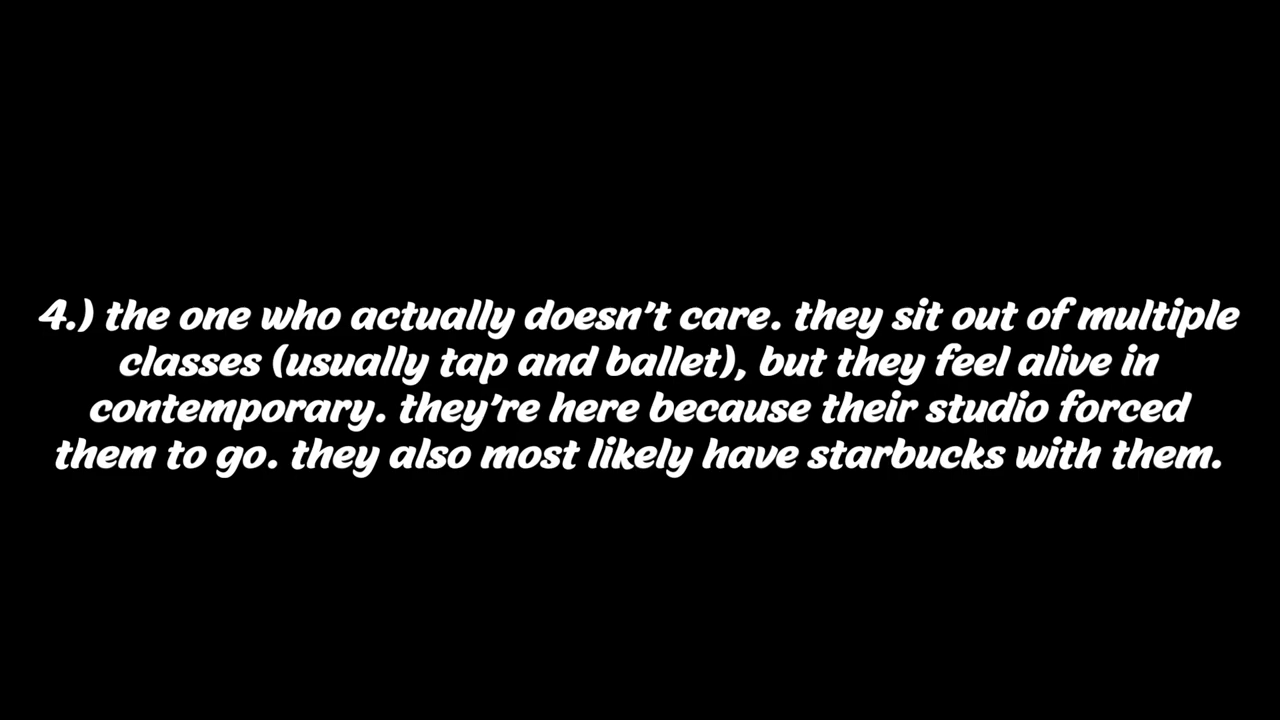 4.) the one who actually doesn't care. they sit out of multiple
classes (usually tap and ballet), but they feel alive in
contemporary. they're here because their studio forced
them to go. they also most likely have starbucks with them.